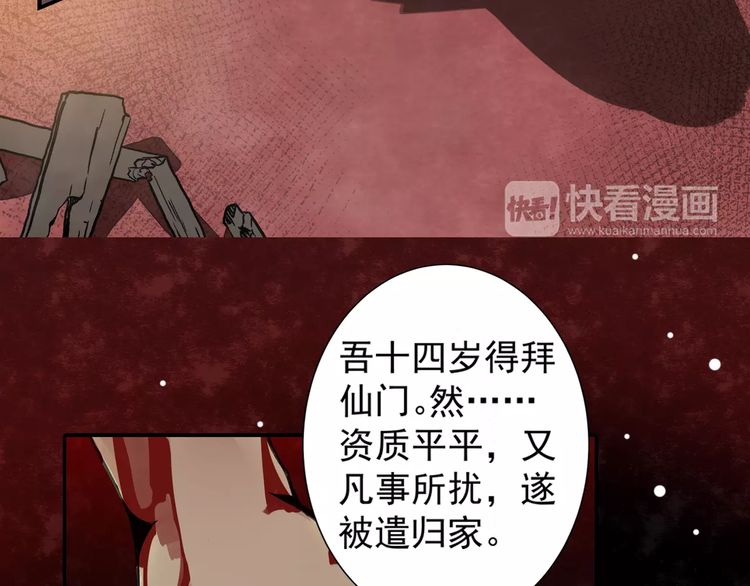 快看!
快看漫画
www.kuaikanmanhua.com
吾十四岁得拜
仙门。然……
资质平平，又
凡事所扰，遂
被遣归家。